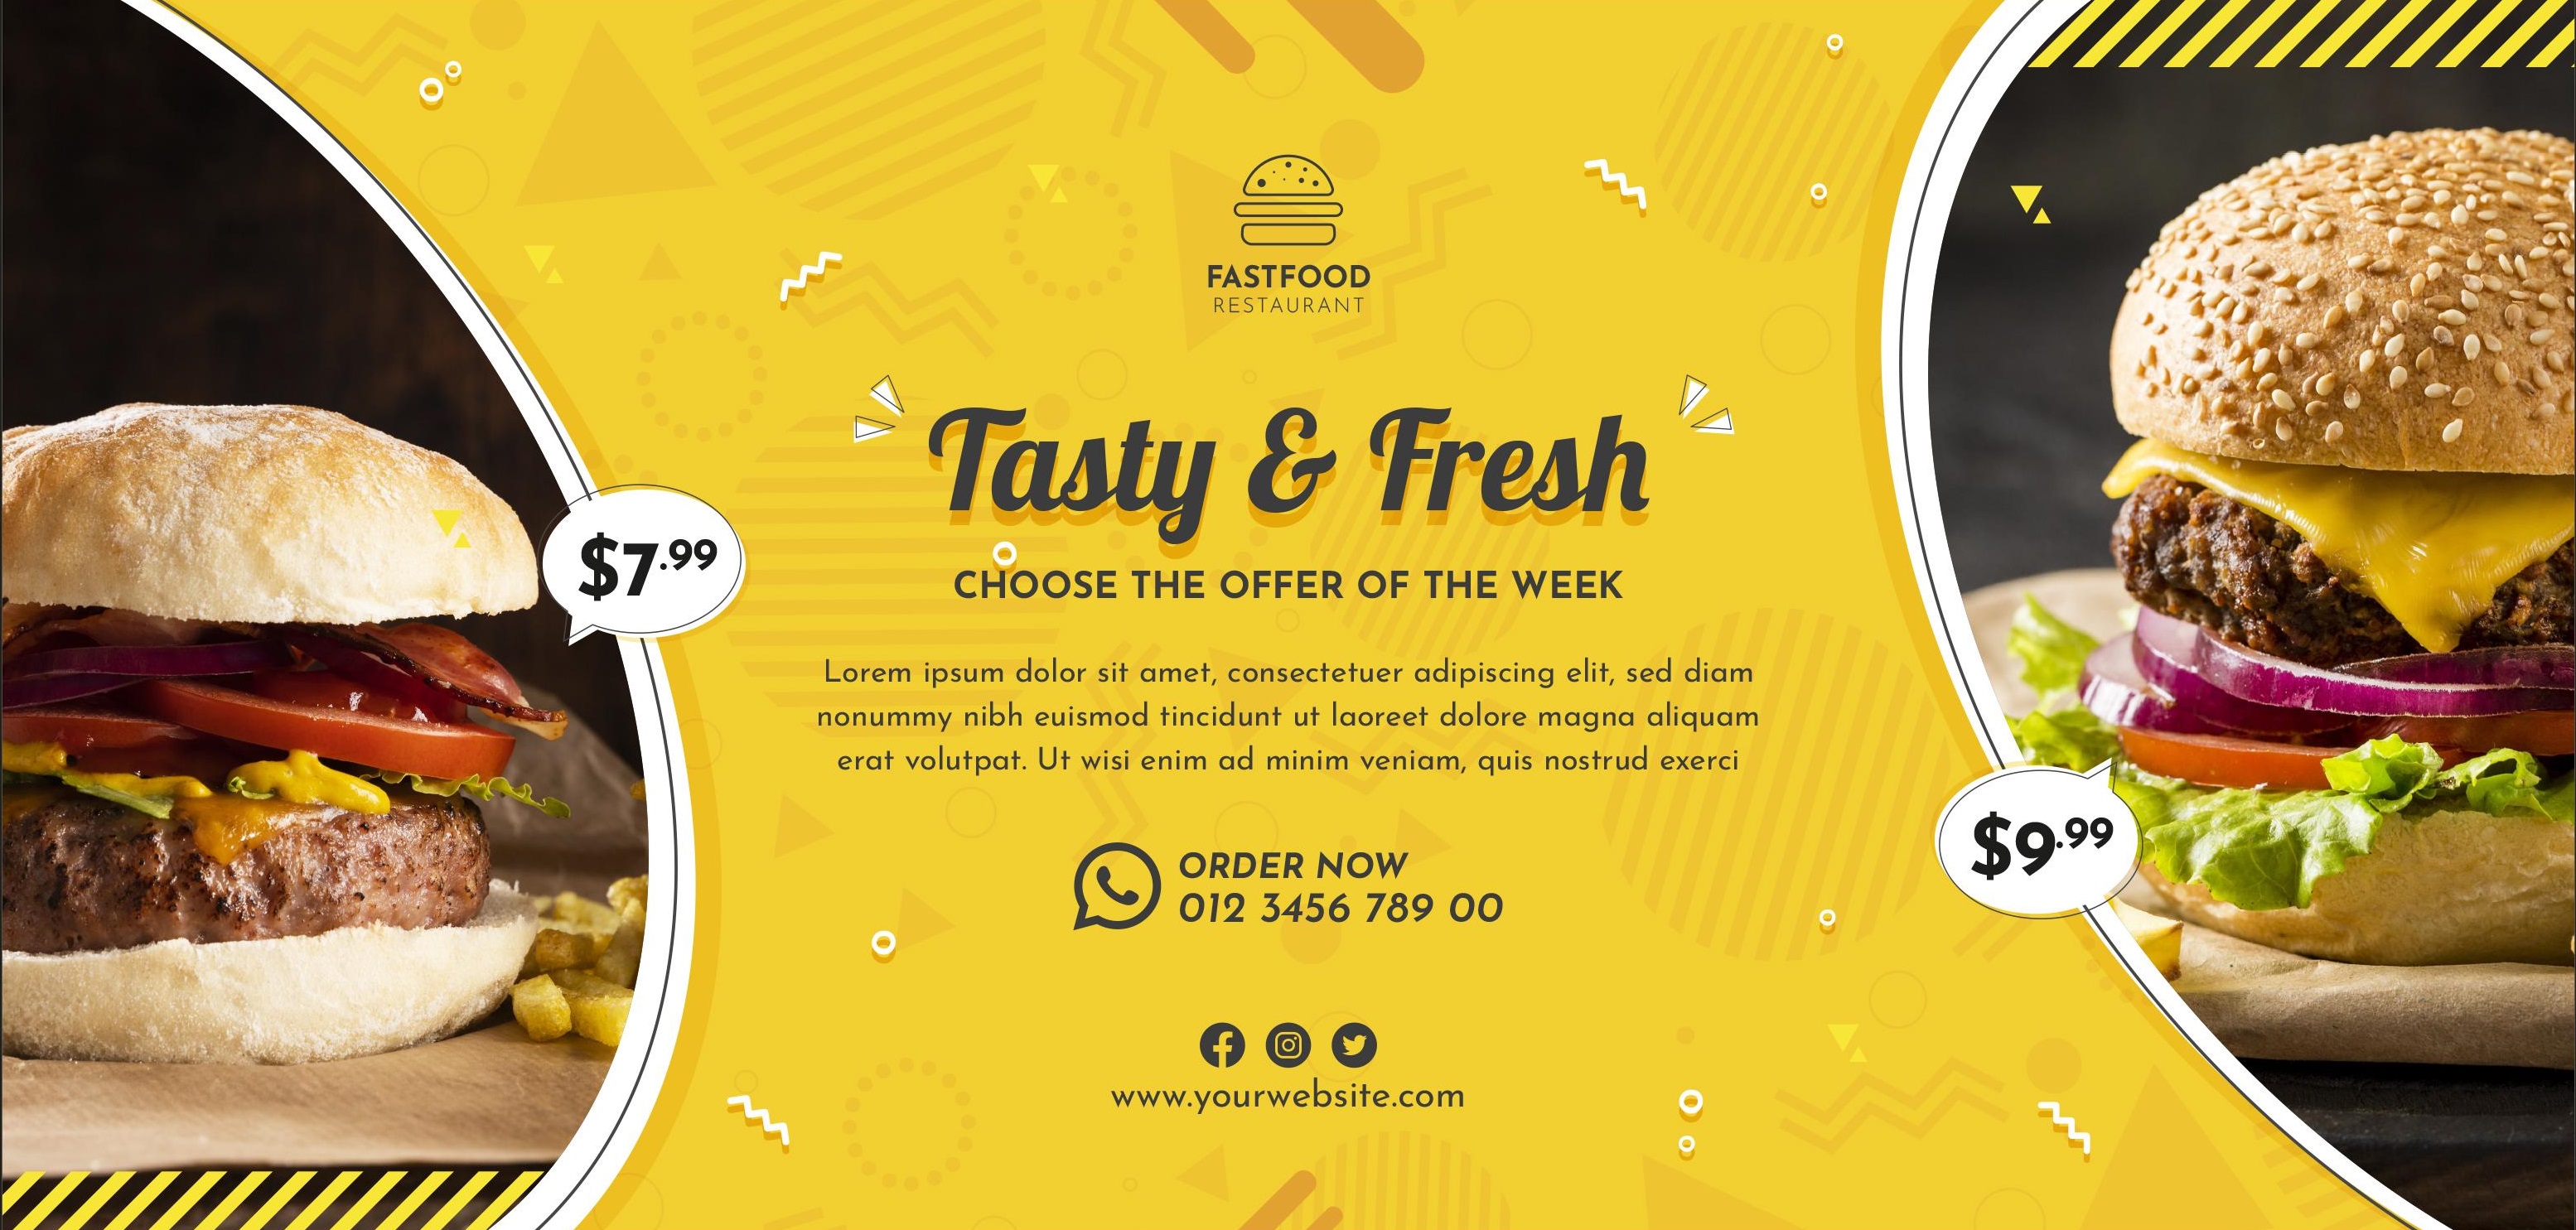 FASTFOOD
RESTAURANT
Tasty & Fresh
$7.99
CHOOSE THE OFFER OF THE WEEK
Lorem ipsum dolor sit amet, consectetuer adipiscing elit, sed diam
nonummy nibh euismod tincidunt ut laoreet dolore magna aliquam
erat volutpat. Ut wisi enim ad minim veniam, quis nostrud exerci
$9.99
ORDER NOW
012 3456 789 00
www.yourwebsite.com